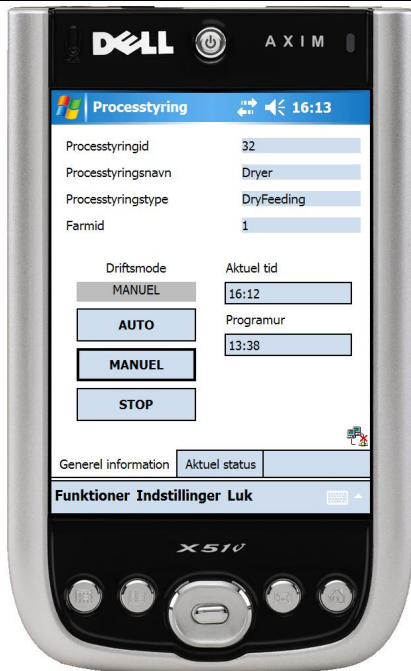 DELL
AXIM
Processtyring
16:13
Processtyringid 32
Processtyringsnavn Dryer
Processtyringstype DryFeeding
Farmid 1
Driftsmode Aktuel tid
MANUEL
16:12
AUTO
Programur
13:38
MANUEL
STOP
Generel information Aktuel status
Funktioner Indstillinger Luk
X51v